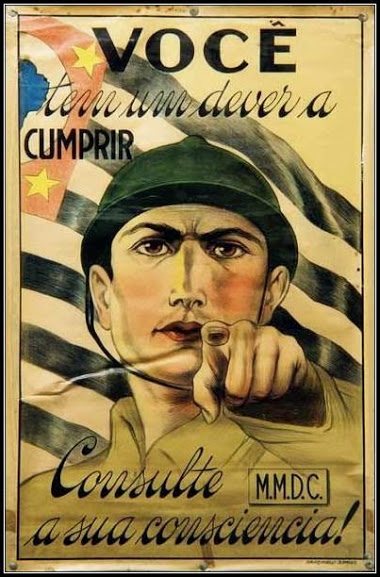 VOCÊ
tem um dever a
CUMPRIR
Consulte
M.M.D.C.
a sua consciencia!